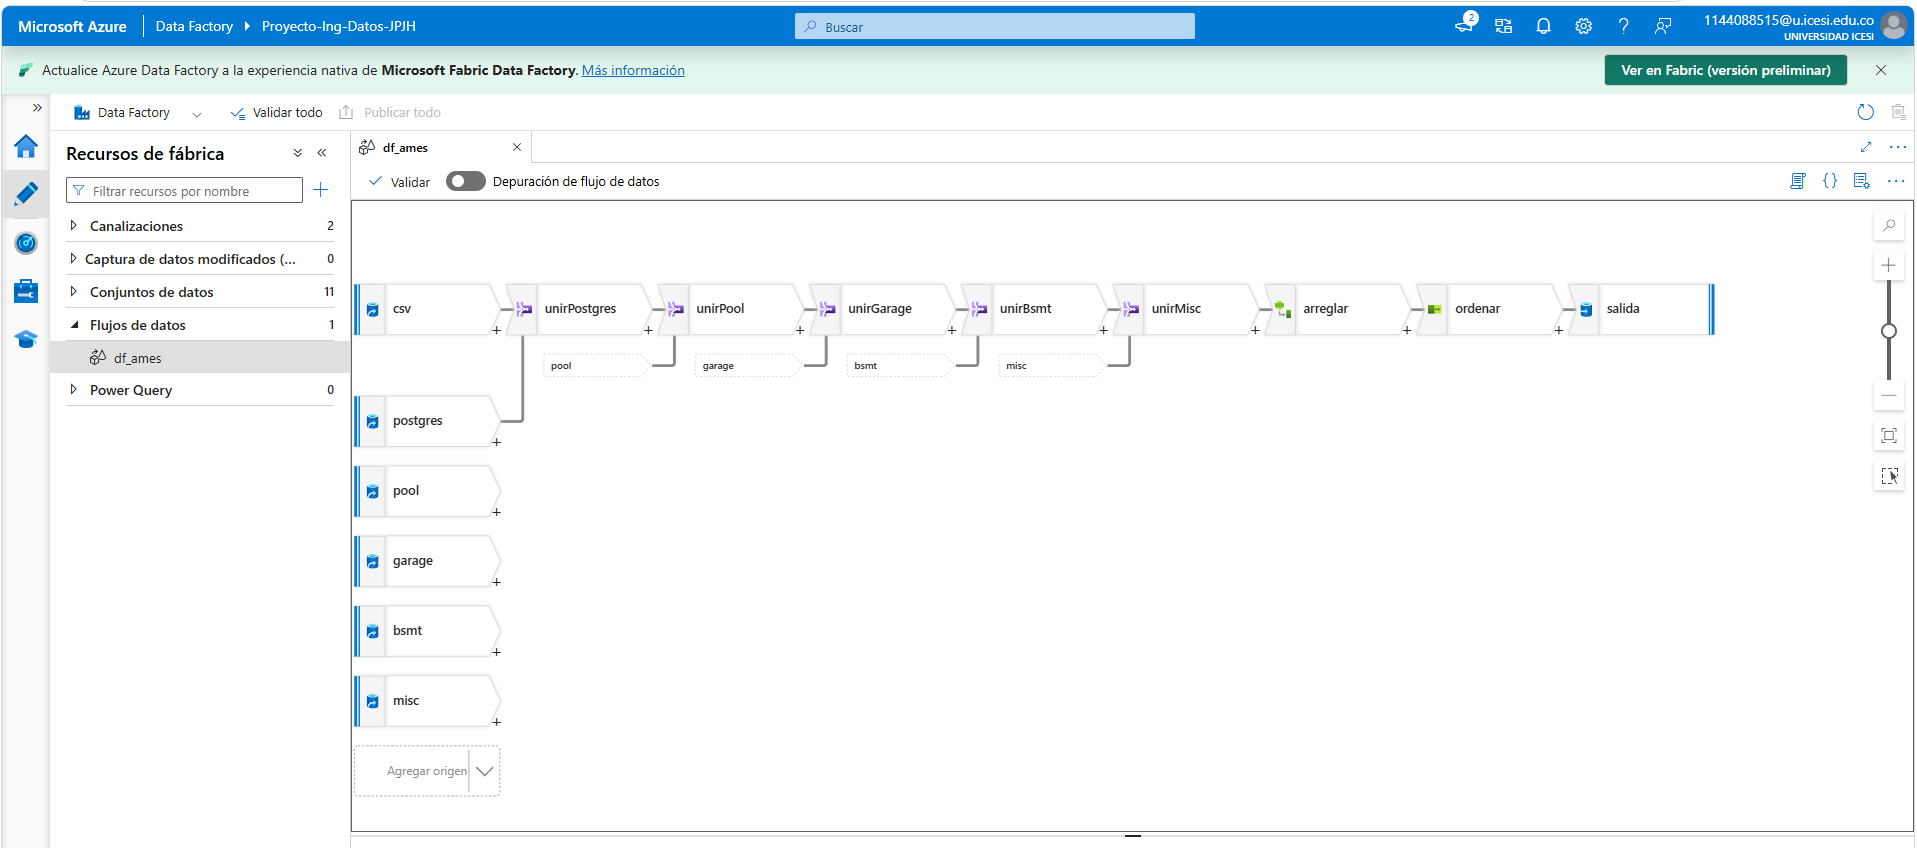 Microsoft Azure
Data Factory
Proyecto-Ing-Datos-JPJH
Buscar
2
1144088515@u.icesi.edu.co
UNIVERSIDAD ICESI
Actualice Azure Data Factory a la experiencia nativa de Microsoft Fabric Data Factory. Más información
Ver en Fabric (versión preliminar)
Data Factory
Validar todo
Publicar todo
Recursos de fábrica
Filtrar recursos por nombre
Canalizaciones 2
Captura de datos modificados (... 0
Conjuntos de datos 11
Flujos de datos 1
df_ames
Power Query 0
df_ames
Validar
Depuración de flujo de datos
csv
unirPostgres
unirPool
unirGarage
unirBsmt
unirMisc
arreglar
ordenar
salida
pool
garage
bsmt
misc
postgres
pool
garage
bsmt
misc
Agregar origen